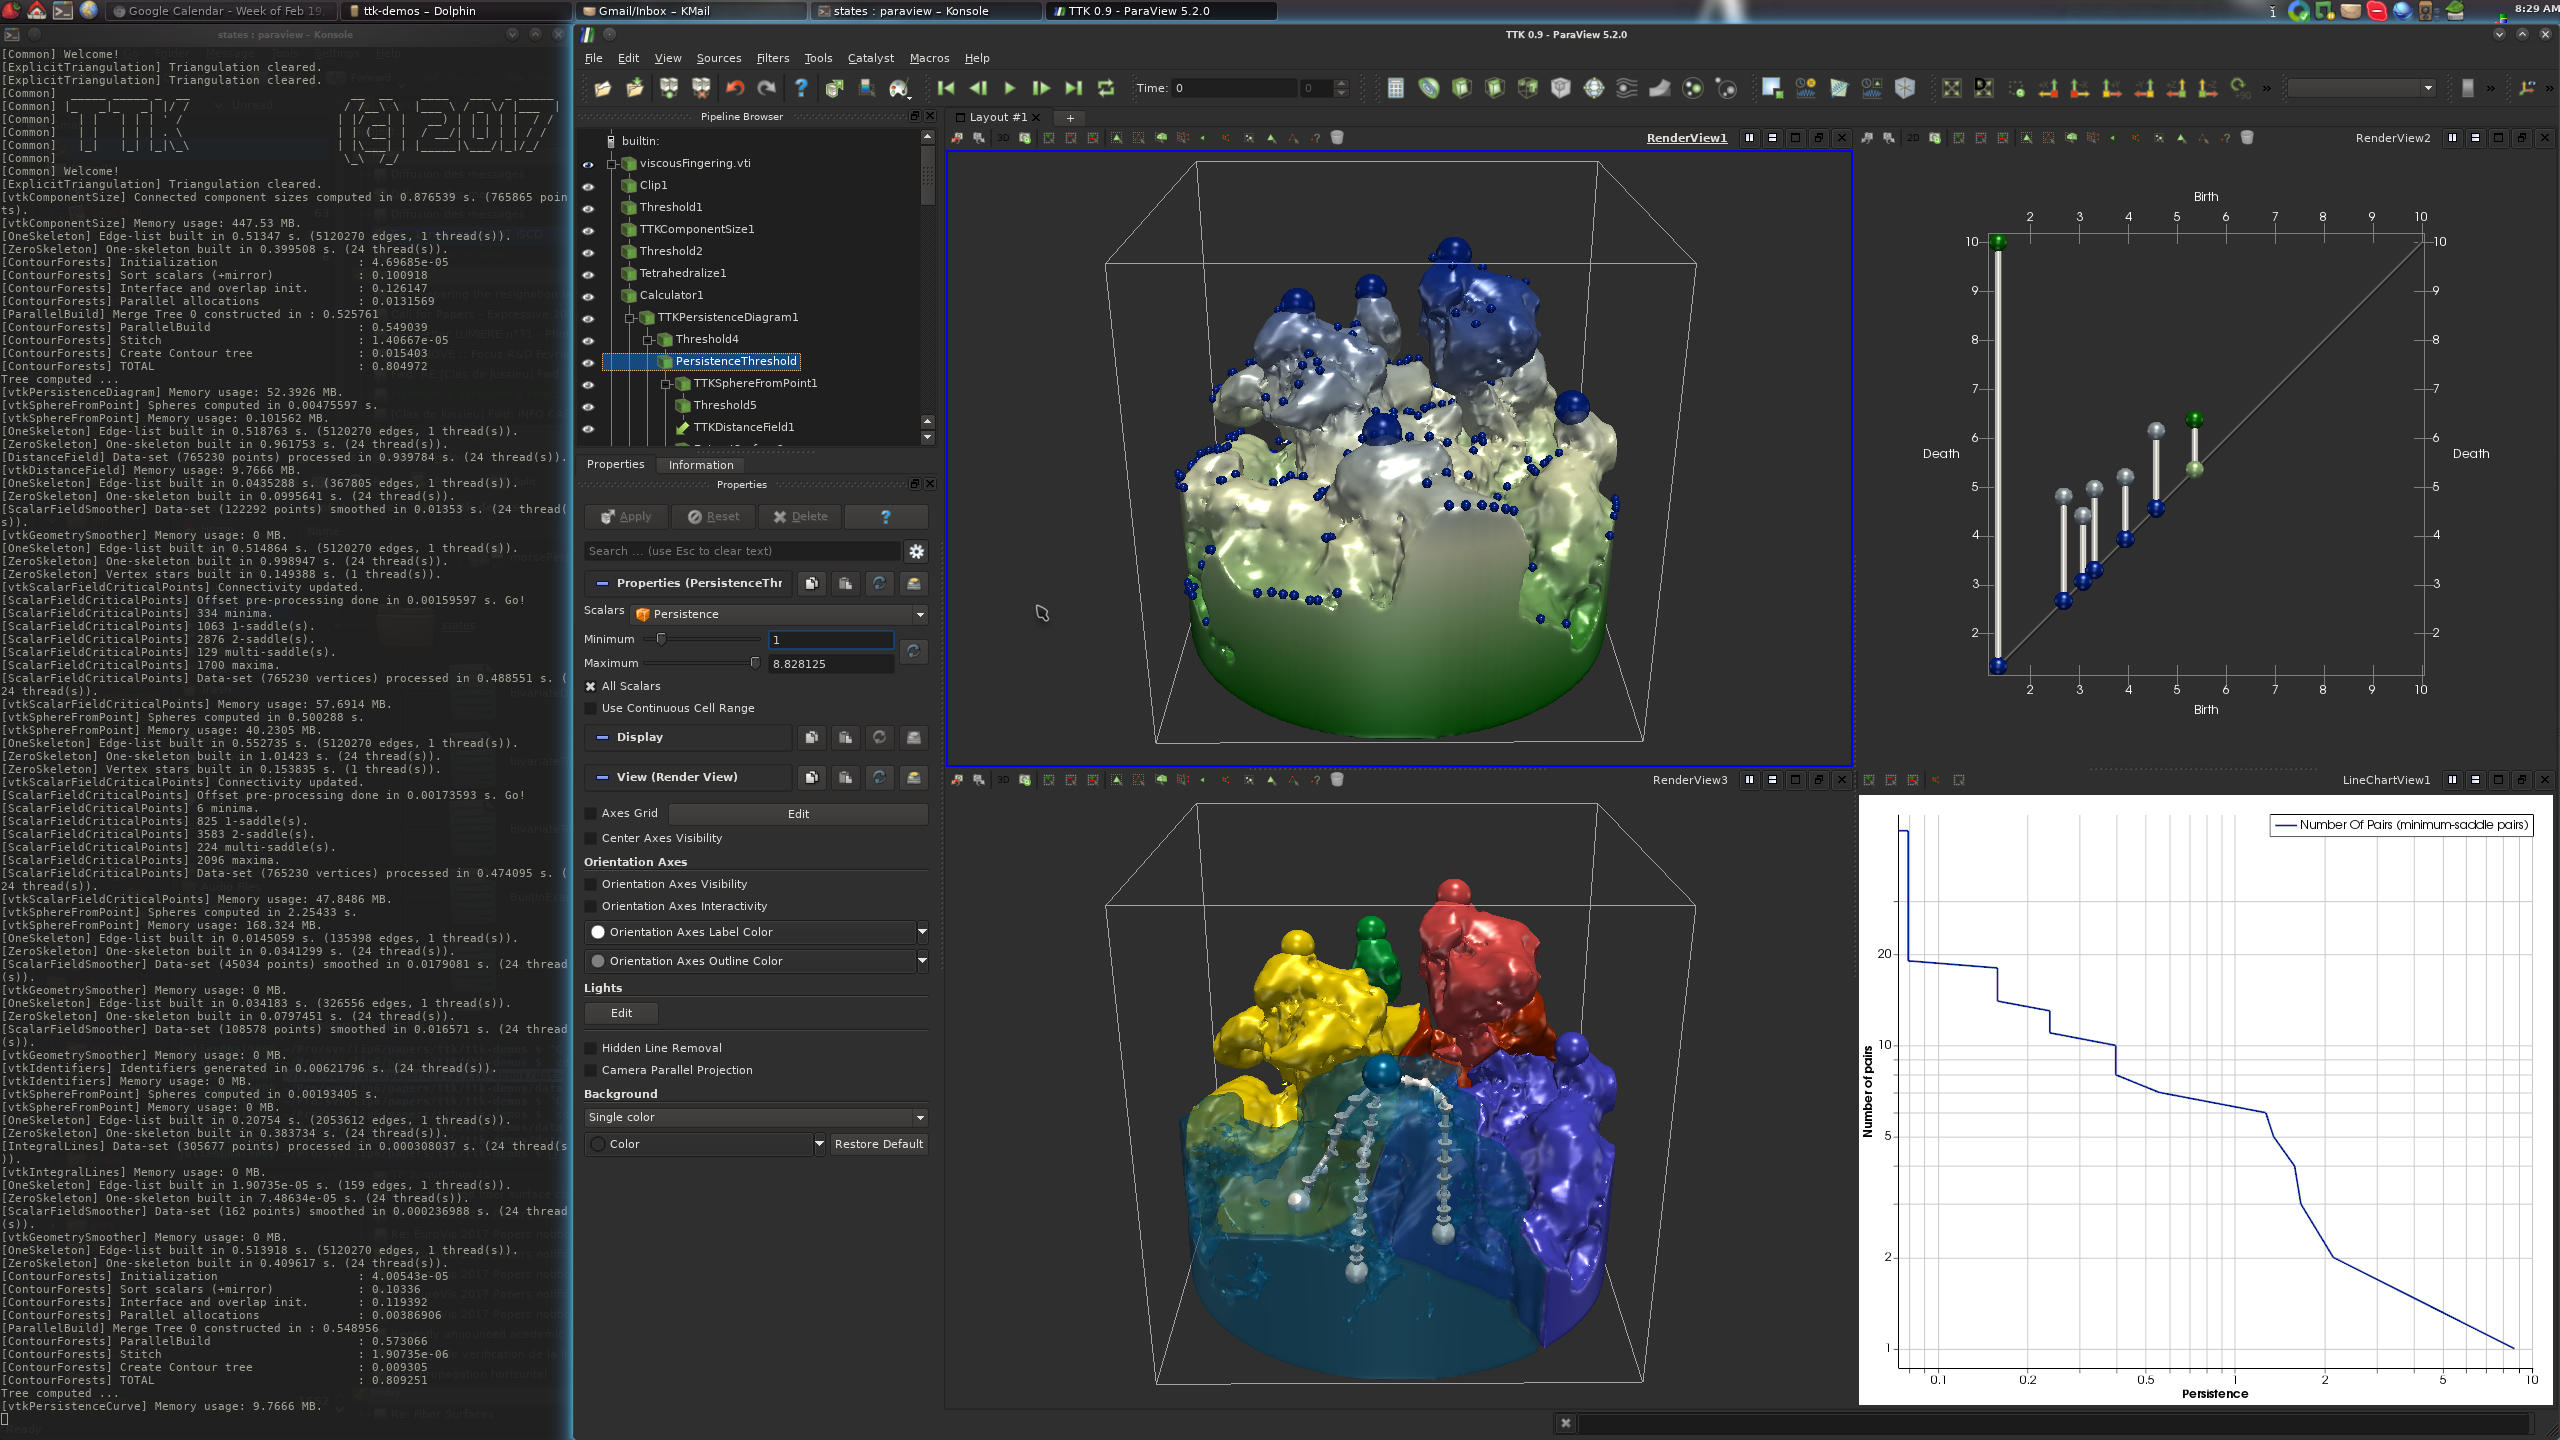 Google Calendar - Week of Feb 19,
ttk-demos – Dolphin
Gmail/Inbox – KMail
states : paraview – Konsole
TTK 0.9 - ParaView 5.2.0
8:29 AM
states : paraview – Konsole
[Common] Welcome!
[ExplicitTriangulation] Triangulation cleared.
[ExplicitTriangulation] Triangulation cleared.
[Common]
[Common]
[Common]
[Common]
[Common]
[Common]
[Common] Welcome!
[ExplicitTriangulation] Triangulation cleared.
[vtkComponentSize] Connected component sizes computed in 0.876539 s. (765865 poin
ts).
[vtkComponentSize] Memory usage: 447.53 MB.
[OneSkeleton] Edge-list built in 0.51347 s. (5120270 edges, 1 thread(s)).
[ZeroSkeleton] One-skeleton built in 0.399508 s. (24 thread(s)).
[ContourForests] Initialization : 4.69685e-05
[ContourForests] Sort scalars (+mirror) : 0.100918
[ContourForests] Interface and overlap init. : 0.126147
[ContourForests] Parallel allocations : 0.0131569
[ParallelBuild] Merge Tree 0 constructed in : 0.525761
[ContourForests] ParallelBuild : 0.549039
[ContourForests] Stitch : 1.40667e-05
[ContourForests] Create Contour tree : 0.015403
[ContourForests] TOTAL : 0.804972
Tree computed ...
[vtkPersistenceDiagram] Memory usage: 52.3926 MB.
[vtkSphereFromPoint] Spheres computed in 0.00475597 s.
[vtkSphereFromPoint] Memory usage: 0.101562 MB.
[OneSkeleton] Edge-list built in 0.518763 s. (5120270 edges, 1 thread(s)).
[ZeroSkeleton] One-skeleton built in 0.961753 s. (24 thread(s)).
[DistanceField] Data-set (765230 points) processed in 0.939784 s. (24 thread(s)).
[vtkDistanceField] Memory usage: 9.7666 MB.
[OneSkeleton] Edge-list built in 0.0435288 s. (367805 edges, 1 thread(s)).
[ZeroSkeleton] One-skeleton built in 0.0995641 s. (24 thread(s)).
[ScalarFieldSmoother] Data-set (122292 points) smoothed in 0.01353 s. (24 thread(
s)).
[vtkGeometrySmoother] Memory usage: 0 MB.
[OneSkeleton] Edge-list built in 0.514864 s. (5120270 edges, 1 thread(s)).
[ZeroSkeleton] One-skeleton built in 0.998947 s. (24 thread(s)).
[ZeroSkeleton] Vertex stars built in 0.149388 s. (1 thread(s)).
[vtkScalarFieldCriticalPoints] Connectivity updated.
[ScalarFieldCriticalPoints] Offset pre-processing done in 0.00159597 s. Go!
[ScalarFieldCriticalPoints] 334 minima.
[ScalarFieldCriticalPoints] 1063 1-saddle(s).
[ScalarFieldCriticalPoints] 2876 2-saddle(s).
[ScalarFieldCriticalPoints] 129 multi-saddle(s).
[ScalarFieldCriticalPoints] 1700 maxima.
[ScalarFieldCriticalPoints] Data-set (765230 vertices) processed in 0.488551 s. (
24 thread(s)).
[vtkScalarFieldCriticalPoints] Memory usage: 57.6914 MB.
[vtkSphereFromPoint] Spheres computed in 0.500288 s.
[vtkSphereFromPoint] Memory usage: 40.2305 MB.
[OneSkeleton] Edge-list built in 0.552735 s. (5120270 edges, 1 thread(s)).
[ZeroSkeleton] One-skeleton built in 1.01423 s. (24 thread(s)).
[ZeroSkeleton] Vertex stars built in 0.153835 s. (1 thread(s)).
[vtkScalarFieldCriticalPoints] Connectivity updated.
[ScalarFieldCriticalPoints] Offset pre-processing done in 0.00173593 s. Go!
[ScalarFieldCriticalPoints] 6 minima.
[ScalarFieldCriticalPoints] 825 1-saddle(s).
[ScalarFieldCriticalPoints] 3583 2-saddle(s).
[ScalarFieldCriticalPoints] 224 multi-saddle(s).
[ScalarFieldCriticalPoints] 2096 maxima.
[ScalarFieldCriticalPoints] Data-set (765230 vertices) processed in 0.474095 s. (
24 thread(s)).
[vtkScalarFieldCriticalPoints] Memory usage: 47.8486 MB.
[vtkSphereFromPoint] Spheres computed in 2.25433 s.
[vtkSphereFromPoint] Memory usage: 168.324 MB.
[OneSkeleton] Edge-list built in 0.0145059 s. (135398 edges, 1 thread(s)).
[ZeroSkeleton] One-skeleton built in 0.0341299 s. (24 thread(s)).
[ScalarFieldSmoother] Data-set (45034 points) smoothed in 0.0179081 s. (24 thread
(s)).
[vtkGeometrySmoother] Memory usage: 0 MB.
[OneSkeleton] Edge-list built in 0.034183 s. (326556 edges, 1 thread(s)).
[ZeroSkeleton] One-skeleton built in 0.0797451 s. (24 thread(s)).
[ScalarFieldSmoother] Data-set (108578 points) smoothed in 0.016571 s. (24 thread
(s)).
[vtkGeometrySmoother] Memory usage: 0 MB.
[vtkIdentifiers] Identifiers generated in 0.00621796 s. (24 thread(s)).
[vtkIdentifiers] Memory usage: 0 MB.
[vtkSphereFromPoint] Spheres computed in 0.00193405 s.
[vtkSphereFromPoint] Memory usage: 0 MB.
[OneSkeleton] Edge-list built in 0.20754 s. (2053612 edges, 1 thread(s)).
[ZeroSkeleton] One-skeleton built in 0.383734 s. (24 thread(s)).
[IntegralLines] Data-set (305677 points) processed in 0.000308037 s. (24 thread(s
)).
[vtkIntegralLines] Memory usage: 0 MB.
[OneSkeleton] Edge-list built in 1.90735e-05 s. (159 edges, 1 thread(s)).
[ZeroSkeleton] One-skeleton built in 7.48634e-05 s. (24 thread(s)).
[ScalarFieldSmoother] Data-set (162 points) smoothed in 0.000236988 s. (24 thread
(s)).
[vtkGeometrySmoother] Memory usage: 0 MB.
[OneSkeleton] Edge-list built in 0.513918 s. (5120270 edges, 1 thread(s)).
[ZeroSkeleton] One-skeleton built in 0.409617 s. (24 thread(s)).
[ContourForests] Initialization : 4.00543e-05
[ContourForests] Sort scalars (+mirror) : 0.10336
[ContourForests] Interface and overlap init. : 0.119392
[ContourForests] Parallel allocations : 0.00386906
[ParallelBuild] Merge Tree 0 constructed in : 0.548956
[ContourForests] ParallelBuild : 0.573066
[ContourForests] Stitch : 1.90735e-06
[ContourForests] Create Contour tree : 0.009305
[ContourForests] TOTAL : 0.809251
Tree computed ...
[vtkPersistenceCurve] Memory usage: 9.7666 MB.
TTK 0.9 - ParaView 5.2.0
File Edit View Sources Filters Tools Catalyst Macros Help
Time: 0
0
Pipeline Browser
builtin:
viscousFingering.vti
Clip1
Threshold1
TTKComponentSize1
Threshold2
Tetrahedralize1
Calculator1
TTKPersistenceDiagram1
Threshold4
PersistenceThreshold
TTKSphereFromPoint1
Threshold5
TTKDistanceField1
Properties Information
Properties
Apply Reset Delete ?
Search ... (use Esc to clear text)
Properties (PersistenceThr
Scalars Persistence
Minimum 1
Maximum 8.828125
All Scalars
Use Continuous Cell Range
Display
View (Render View)
Axes Grid Edit
Center Axes Visibility
Orientation Axes
Orientation Axes Visibility
Orientation Axes Interactivity
Orientation Axes Label Color
Orientation Axes Outline Color
Lights
Edit
Hidden Line Removal
Camera Parallel Projection
Background
Single color
Color Restore Default
Layout #1
3D
RenderView1
2D
RenderView2
Birth
2 3 4 5 6 7 8 9 10
10 10
9 9
8 8
7 7
6 6
Death Death
5 5
4 4
3 3
2 2
2 3 4 5 6 7 8 9 10
Birth
3D
RenderView3
LineChartView1
Number Of Pairs (minimum-saddle pairs)
Number of pairs
20
10
5
2
1
0.1 0.2 0.5 1 2 5 10
Persistence